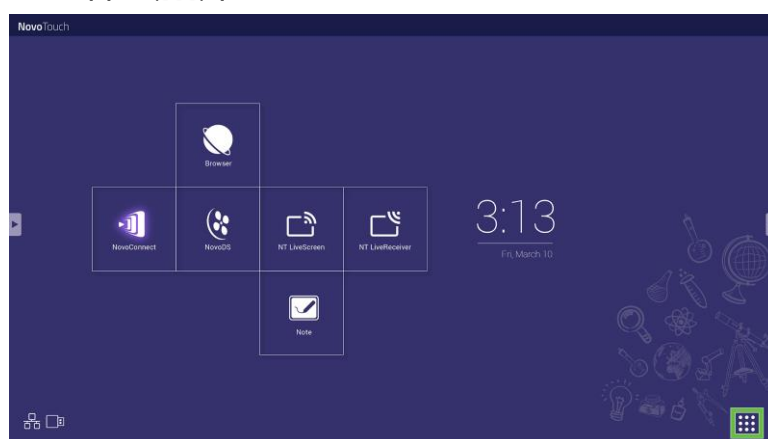 NovoTouch
Browser
NovoConnect
NovoDS
NT LiveScreen
NT LiveReceiver
3:13
Fri, March 10
Note